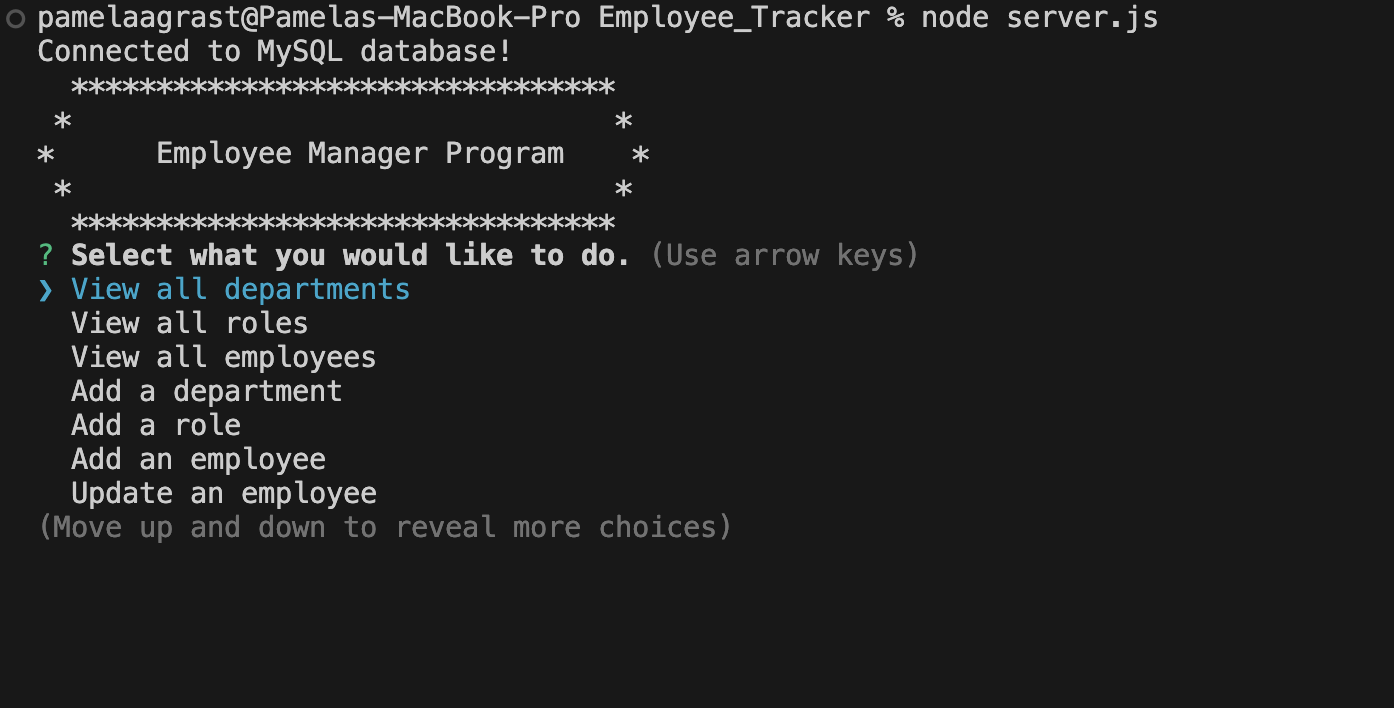 pamelaagrast@Pamelas-MacBook-Pro Employee_Tracker % node server.js
Connected to MySQL database!
  ********************************
 *                                *
*      Employee Manager Program    *
 *                                *
  ********************************
? Select what you would like to do. (Use arrow keys)
❯ View all departments
  View all roles
  View all employees
  Add a department
  Add a role
  Add an employee
  Update an employee
(Move up and down to reveal more choices)